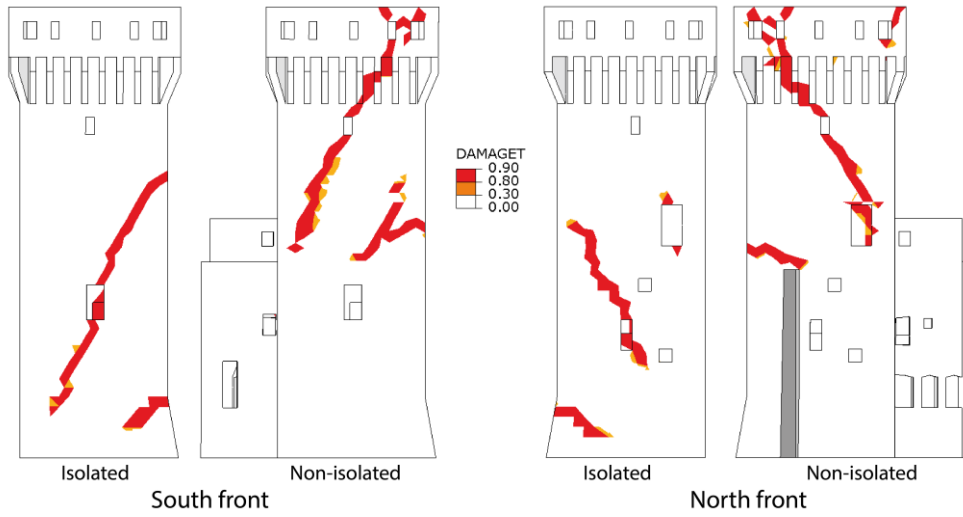 DAMAGET
0.90
0.80
0.30
0.00
Isolated
Non-isolated
Isolated
Non-isolated
South front
North front